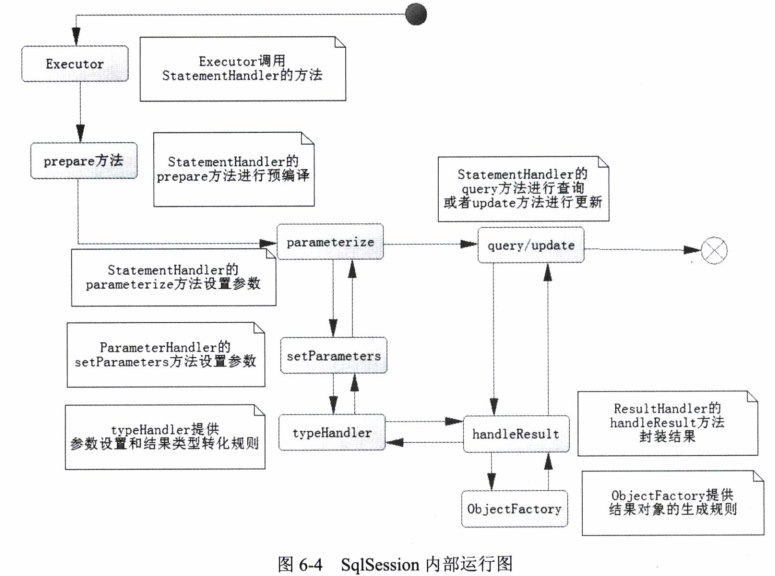 Executor
Executor调用
StatementHandler的方法
prepare方法
StatementHandler的
prepare方法进行预编译
StatementHandler的
query方法进行查询
或者update方法进行更新
parameterize
query/update
StatementHandler的
parameterize方法设置参数
ParameterHandler的
setParameters方法设置参数
setParameters
typeHandler提供
参数设置和结果类型转化规则
typeHandler
handleResult
ResultHandler的
handleResult方法
封装结果
ObjectFactory
ObjectFactory提供
结果对象的生成规则
图 6-4 SqlSession 内部运行图